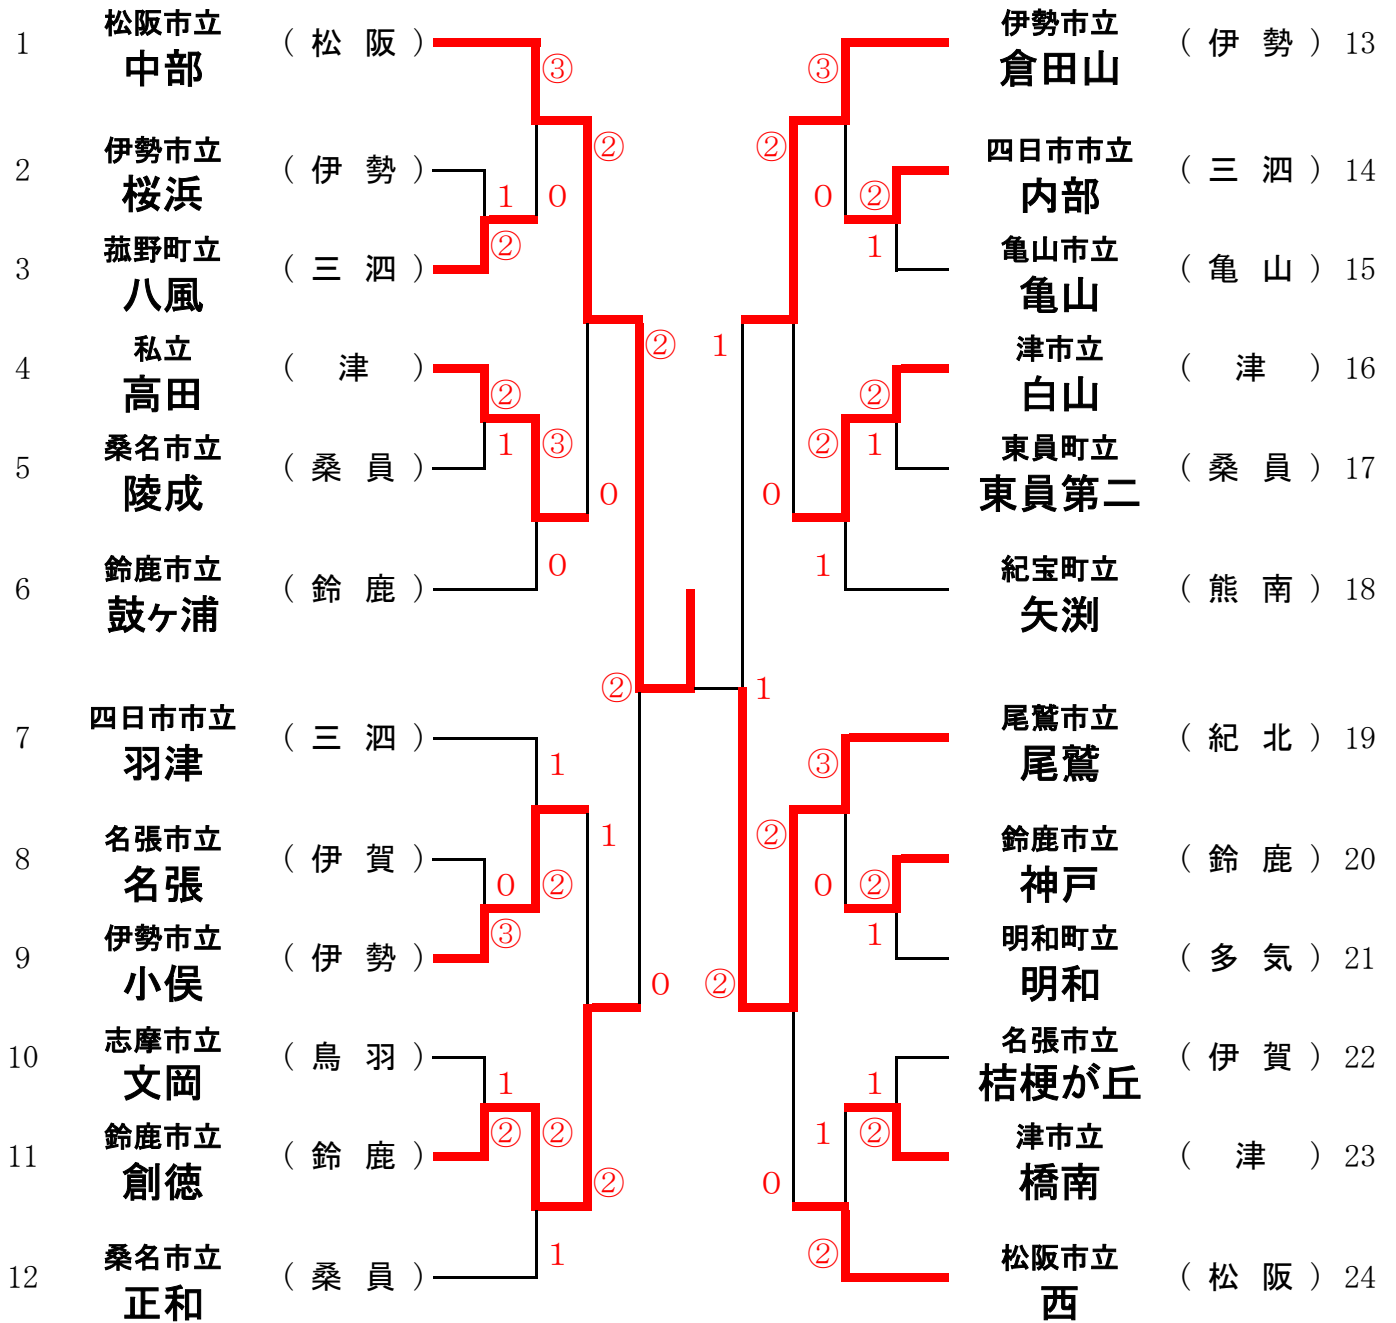 1 松阪市立 中部 (松阪)
2 伊勢市立 桜浜 (伊勢)
3 菰野町立 八風 (三泗)
4 私立 高田 (津)
5 桑名市立 陵成 (桑員)
6 鈴鹿市立 鼓ヶ浦 (鈴鹿)
7 四日市市立 羽津 (三泗)
8 名張市立 名張 (伊賀)
9 伊勢市立 小俣 (伊勢)
10 志摩市立 文岡 (鳥羽)
11 鈴鹿市立 創徳 (鈴鹿)
12 桑名市立 正和 (桑員)
③
②
1 0
②
②
②
1 ③
0
0
②
1
1
0 ②
③
0
1
② ②
②
1
③
②
0 ②
1
1
②
② 1
0
1
1
③
②
0 ②
1
②
1
1 ②
0
②
伊勢市立 倉田山 (伊勢) 13
四日市市立 内部 (三泗) 14
亀山市立 亀山 (亀山) 15
津市立 白山 (津) 16
東員町立 東員第二 (桑員) 17
紀宝町立 矢渕 (熊南) 18
尾鷲市立 尾鷲 (紀北) 19
鈴鹿市立 神戸 (鈴鹿) 20
明和町立 明和 (多気) 21
名張市立 桔梗が丘 (伊賀) 22
津市立 橋南 (津) 23
松阪市立 西 (松阪) 24